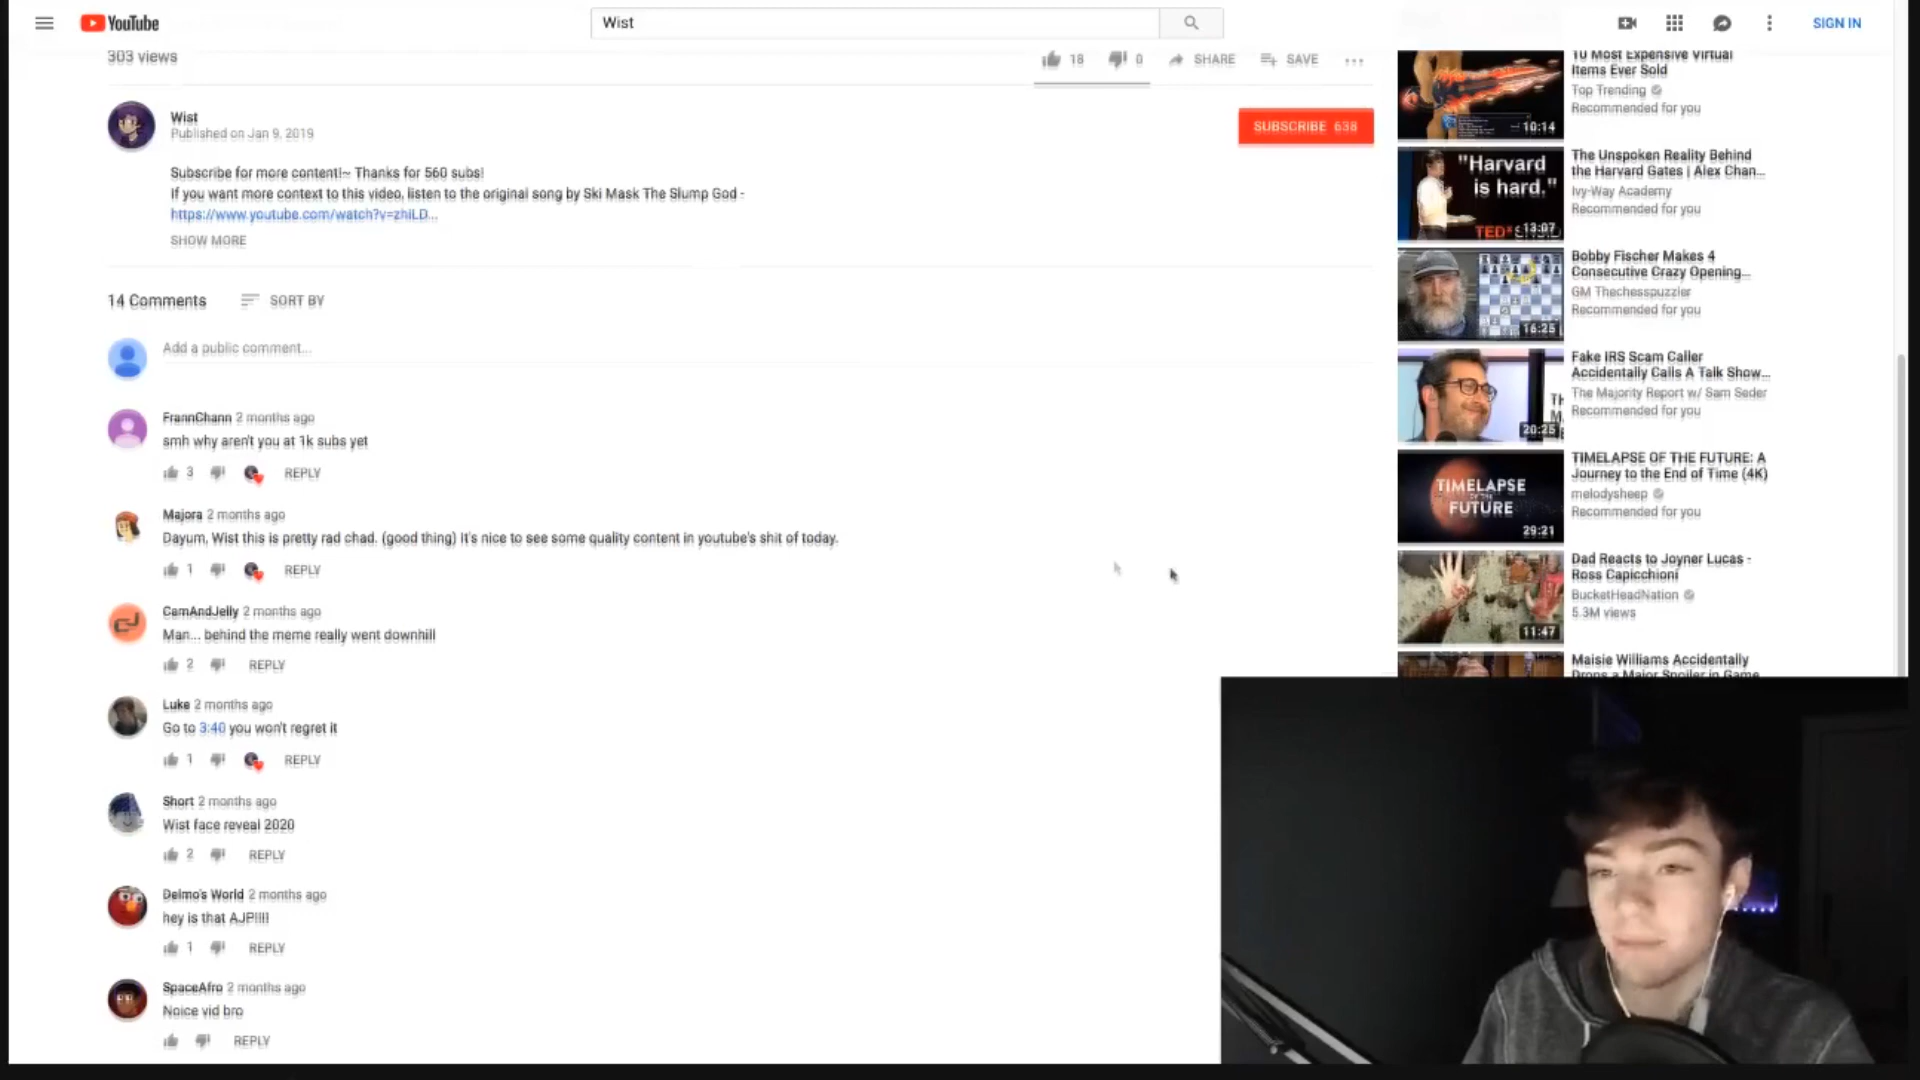 YouTube
Wist
SIGN IN
303 views
18
0
SHARE
SAVE
Wist
Published on Jan 9, 2019
SUBSCRIBE 638
Subscribe for more content!~ Thanks for 560 subs!
If you want more context to this video, listen to the original song by Ski Mask The Slump God -
https://www.youtube.com/watch?v=zhiLD...
SHOW MORE
14 Comments
SORT BY
Add a public comment...
FrannChann 2 months ago
smh why aren't you at 1k subs yet
3
REPLY
Majora 2 months ago
Dayum, Wist this is pretty rad chad. (good thing) It's nice to see some quality content in youtube's shit of today.
1
REPLY
CamAndJelly 2 months ago
Man... behind the meme really went downhill
2
REPLY
Luke 2 months ago
Go to 3:40 you won't regret it
1
REPLY
Short 2 months ago
Wist face reveal 2020
2
REPLY
Delmo's World 2 months ago
hey is that AJP!!!!
1
REPLY
SpaceAfro 2 months ago
Noice vid bro
REPLY
10 Most Expensive Virtual
Items Ever Sold
Top Trending
Recommended for you
10:14
"Harvard
is hard."
TEDx
13:07
The Unspoken Reality Behind
the Harvard Gates | Alex Chan...
Ivy-Way Academy
Recommended for you
16:25
Bobby Fischer Makes 4
Consecutive Crazy Opening...
GM Thechesspuzzler
Recommended for you
20:25
Fake IRS Scam Caller
Accidentally Calls A Talk Show...
The Majority Report w/ Sam Seder
Recommended for you
TIMELAPSE
OF THE
FUTURE
29:21
TIMELAPSE OF THE FUTURE: A
Journey to the End of Time (4K)
melodysheep
Recommended for you
11:47
Dad Reacts to Joyner Lucas -
Ross Capicchioni
BucketHeadNation
5.3M views
Maisie Williams Accidentally
Drops a Major Spoiler in Game